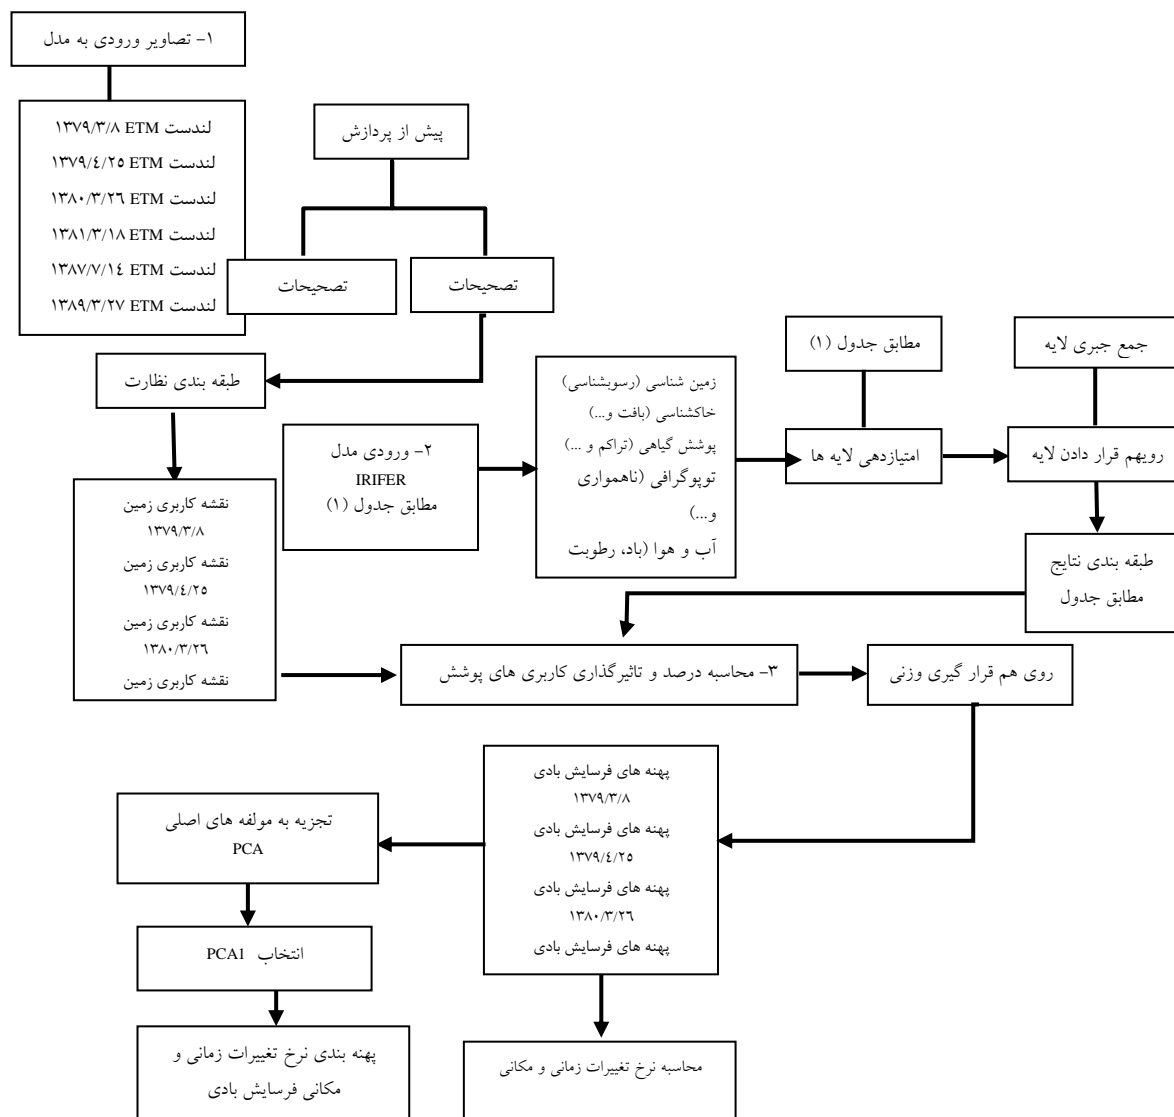 ۱- تصاویر ورودی به مدل
لندست ETM ۱۳۷۹/۳/۸
لندست ETM ۱۳۷۹/٤/۲٥
لندست ETM ۱۳۸۰/۳/۲٦
لندست ETM ۱۳۸۱/۳/۱۸
لندست ETM ۱۳۸۷/۷/۱٤
لندست ETM ۱۳۸۹/۳/۲۷
پیش از پردازش
تصحیحات
تصحیحات
طبقه بندی نظارت
نقشه کاربری زمین
۱۳۷۹/۳/۸
نقشه کاربری زمین
۱۳۷۹/٤/۲٥
نقشه کاربری زمین
۱۳۸۰/۳/۲٦
نقشه کاربری زمین
۲- ورودی مدل
IRIFER
مطابق جدول (۱)
زمین شناسی (رسوبشناسی)
خاکشناسی (بافت و...)
پوشش گیاهی (تراکم و ...)
توپوگرافی (ناهمواری
و...)
آب و هوا (باد، رطوبت
مطابق جدول (۱)
امتیازدهی لایه ها
جمع جبری لایه
رویهم قرار دادن لایه
طبقه بندی نتایج
مطابق جدول
۳- محاسبه درصد و تاثیرگذاری کاربری های پوشش
روی هم قرار گیری وزنی
پهنه های فرسایش بادی
۱۳۷۹/۳/۸
پهنه های فرسایش بادی
۱۳۷۹/٤/۲٥
پهنه های فرسایش بادی
۱۳۸۰/۳/۲٦
پهنه های فرسایش بادی
تجزیه به مولفه های اصلی
PCA
انتخاب PCA1
پهنه بندی نرخ تغییرات زمانی و
مکانی فرسایش بادی
محاسبه نرخ تغییرات زمانی و مکانی